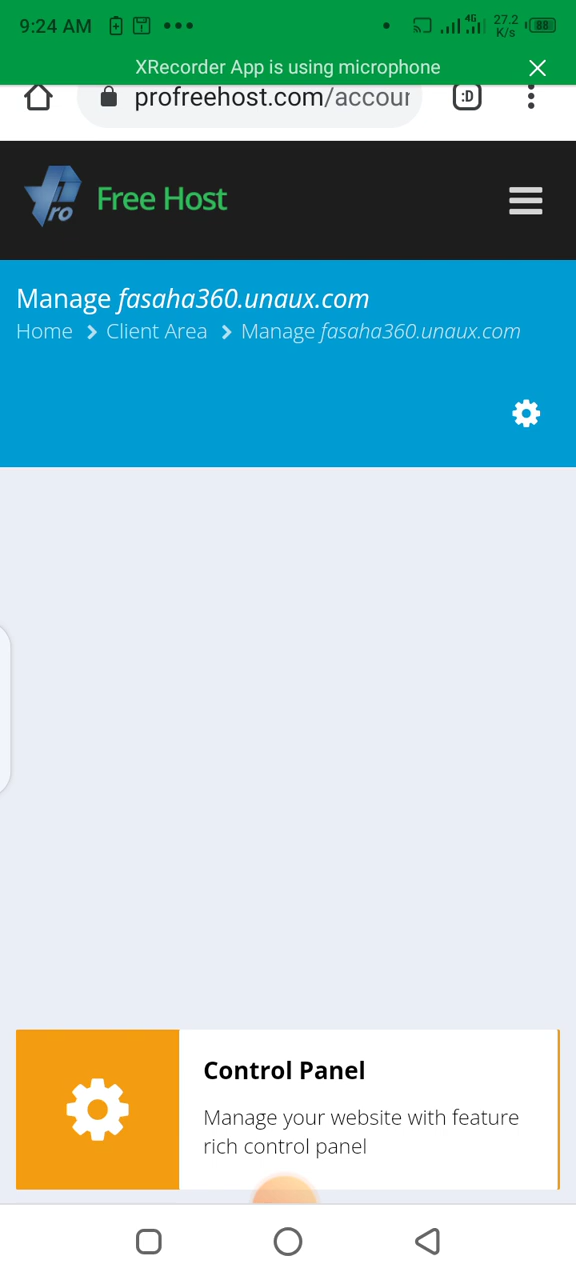 9:24 AM
4G
27.2
K/s
88
XRecorder App is using microphone
profreehost.com/accour
:D
ro
Free Host
Manage fasaha360.unaux.com
Home
Client Area
Manage fasaha360.unaux.com
Control Panel
Manage your website with feature
rich control panel